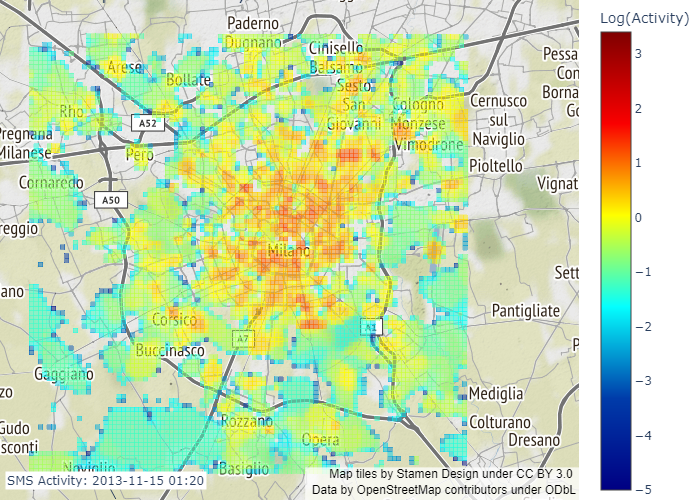 Log(Activity)
Paderno
Dugnano
Cinisello
Balsamo
Arese
Bollate
Sesto
San
Giovanni
Rho
A52
Cologno
Monzese
Cernusco
sul
Naviglio
Pessa
Con
Borna
Go
Pregnana
Milanese
Pero
Vimodrone
Pioltello
Cornaredo
A50
Vignat
reggio
Milano
Sett
ano
Corsico
A7
A1
Pantigliate
Buccinasco
P
Gaggiano
zo
Mediglia
Gudo
sconti
Rozzano
Opera
Colturano
Dresano
Noviglio
Basiglio
3
2
1
0
−1
−2
−3
−4
−5
SMS Activity: 2013-11-15 01:20
Map tiles by Stamen Design under CC BY 3.0
Data by OpenStreetMap contributors under ODbL